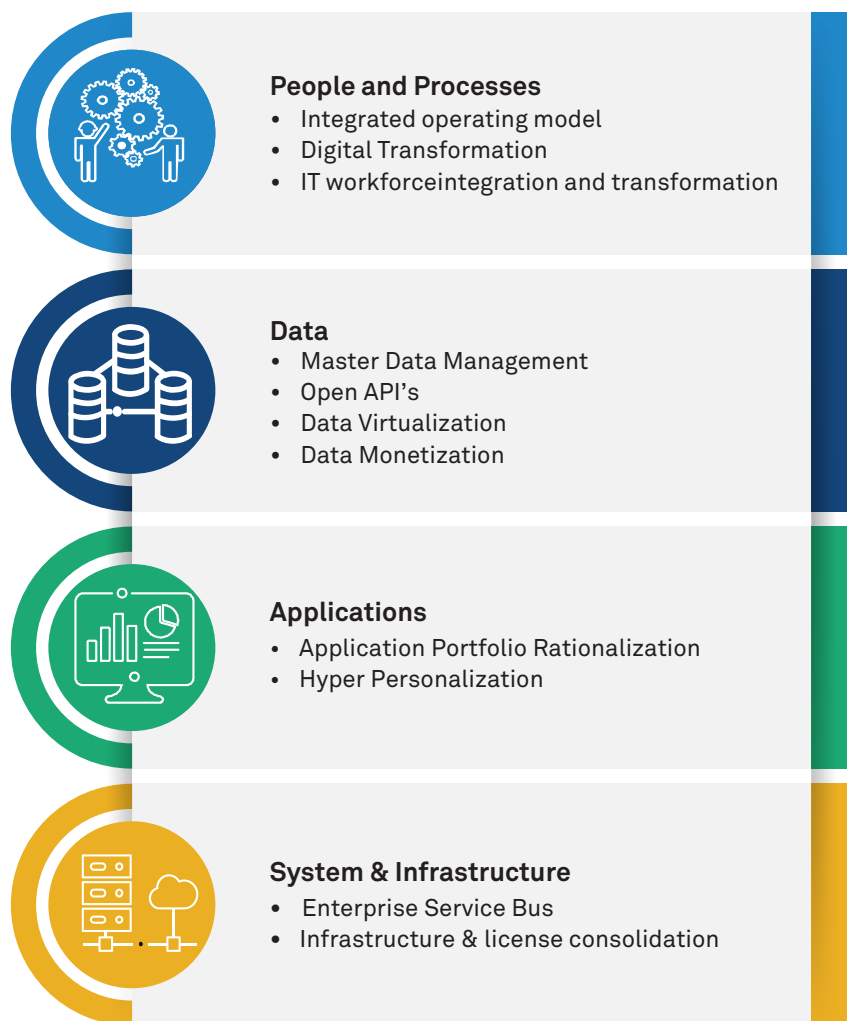 People and Processes
• Integrated operating model
• Digital Transformation
• IT workforceintegration and transformation
Data
• Master Data Management
• Open API's
• Data Virtualization
• Data Monetization
Applications
• Application Portfolio Rationalization
• Hyper Personalization
System & Infrastructure
• Enterprise Service Bus
• Infrastructure & license consolidation